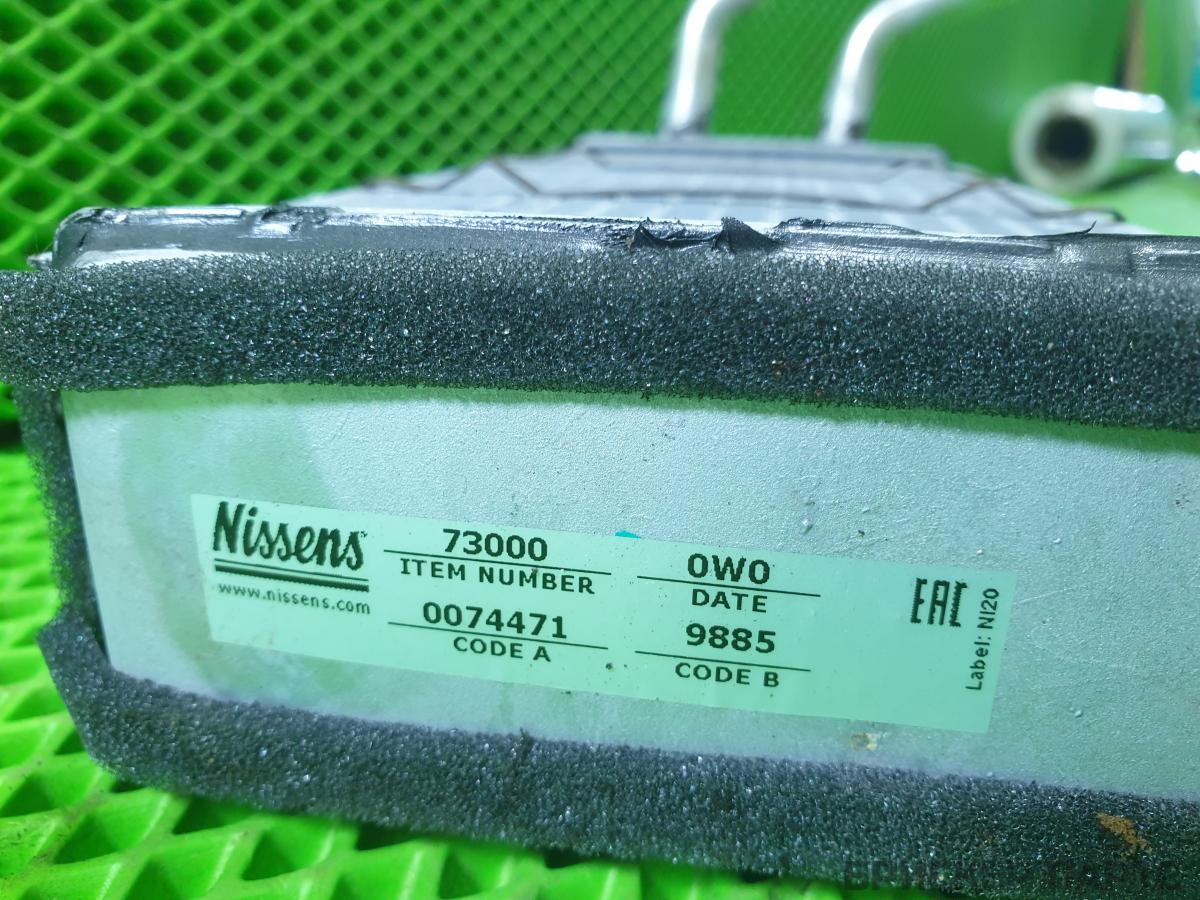 Nissens
www.nissens.com
73000
ITEM NUMBER
0074471
CODE A
0W0
DATE
9885
CODE B
EAC
Label: NI20